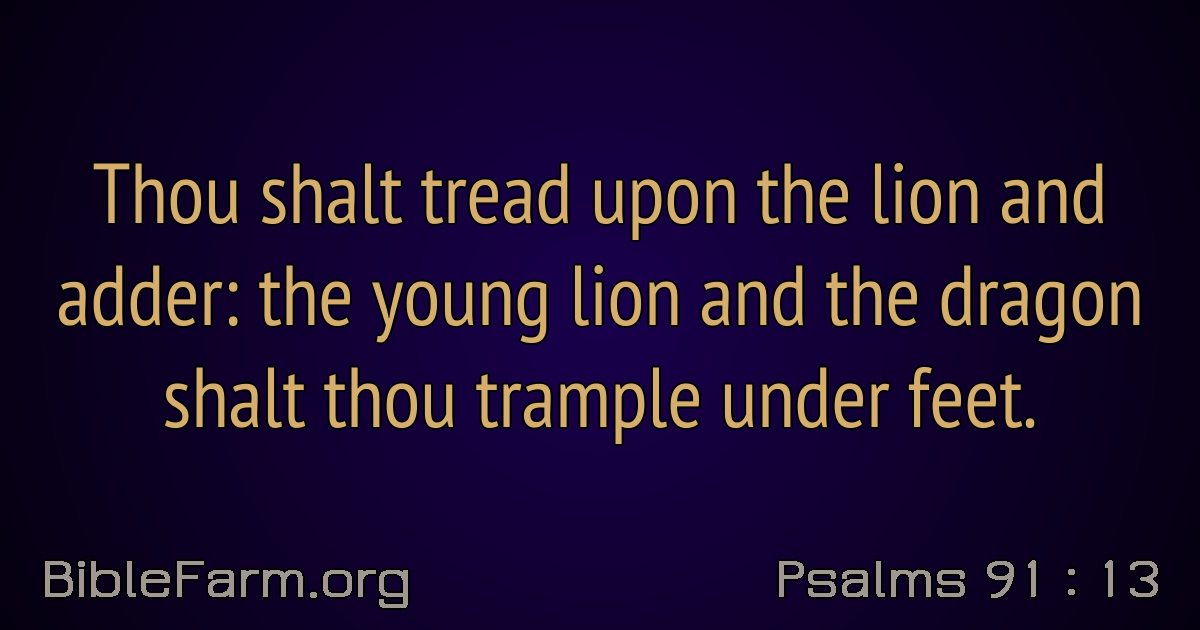 Thou shalt tread upon the lion and
adder: the young lion and the dragon
shalt thou trample under feet.
BibleFarm.org
Psalms 91 : 13